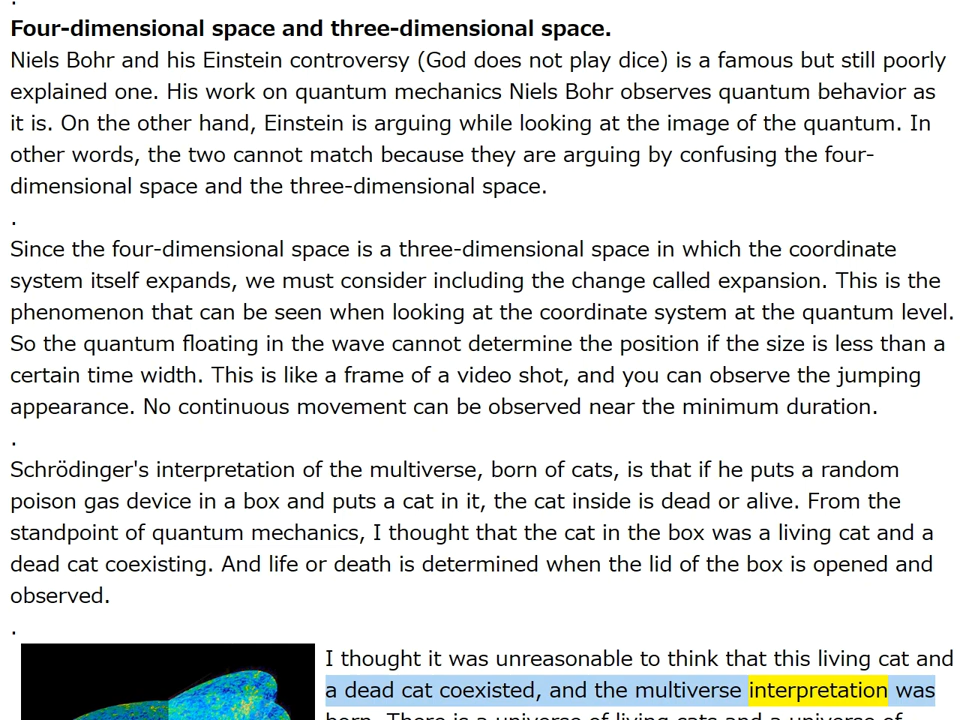 .
Four-dimensional space and three-dimensional space.
Niels Bohr and his Einstein controversy (God does not play dice) is a famous but still poorly
explained one. His work on quantum mechanics Niels Bohr observes quantum behavior as
it is. On the other hand, Einstein is arguing while looking at the image of the quantum. In
other words, the two cannot match because they are arguing by confusing the four-
dimensional space and the three-dimensional space.
.
Since the four-dimensional space is a three-dimensional space in which the coordinate
system itself expands, we must consider including the change called expansion. This is the
phenomenon that can be seen when looking at the coordinate system at the quantum level.
So the quantum floating in the wave cannot determine the position if the size is less than a
certain time width. This is like a frame of a video shot, and you can observe the jumping
appearance. No continuous movement can be observed near the minimum duration.
.
Schrödinger's interpretation of the multiverse, born of cats, is that if he puts a random
poison gas device in a box and puts a cat in it, the cat inside is dead or alive. From the
standpoint of quantum mechanics, I thought that the cat in the box was a living cat and a
dead cat coexisting. And life or death is determined when the lid of the box is opened and
observed.
.
I thought it was unreasonable to think that this living cat and
a dead cat coexisted, and the multiverse interpretation was
born. There is a universe of living cats and a universe of